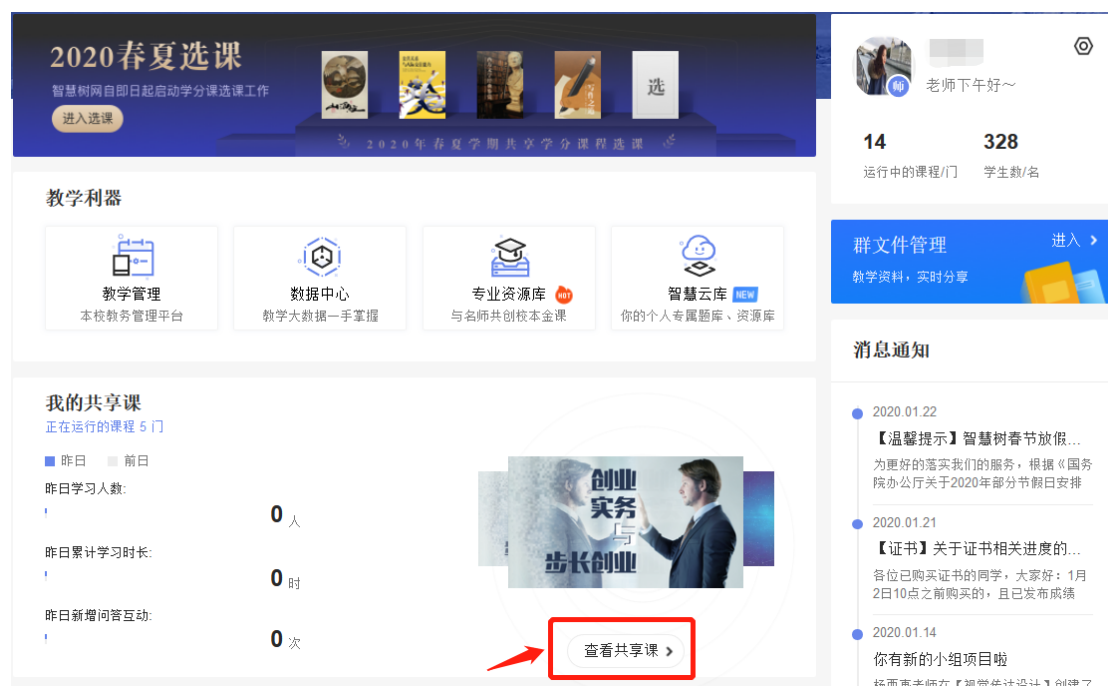 2020春夏选课
智慧树网自即日起启动学分课选课工作
进入选课
选
2020年春夏学期共享学分课程选课
师
老师下午好～
14
328
运行中的课程/门
学生数/名
教学利器
教学管理
本校教务管理平台
数据中心
教学大数据一手掌握
专业资源库 HOT
与名师共创校本金课
智慧云库 NEW
你的个人专属题库、资源库
群文件管理
进入 >
教学资料，实时分享
我的共享课
正在运行的课程 5 门
昨日 前日
昨日学习人数:
0 人
昨日累计学习时长:
0 时
昨日新增问答互动:
0 次
创业
实务
与
步长创业
查看共享课 >
消息通知
2020.01.22
【温馨提示】智慧树春节放假...
为更好的落实我们的服务，根据《国务
院办公厅关于2020年部分节假日安排
2020.01.21
【证书】关于证书相关进度的...
各位已购买证书的同学，大家好：1月
2日10点之前购买的，且已发布成绩
2020.01.14
你有新的小组项目啦